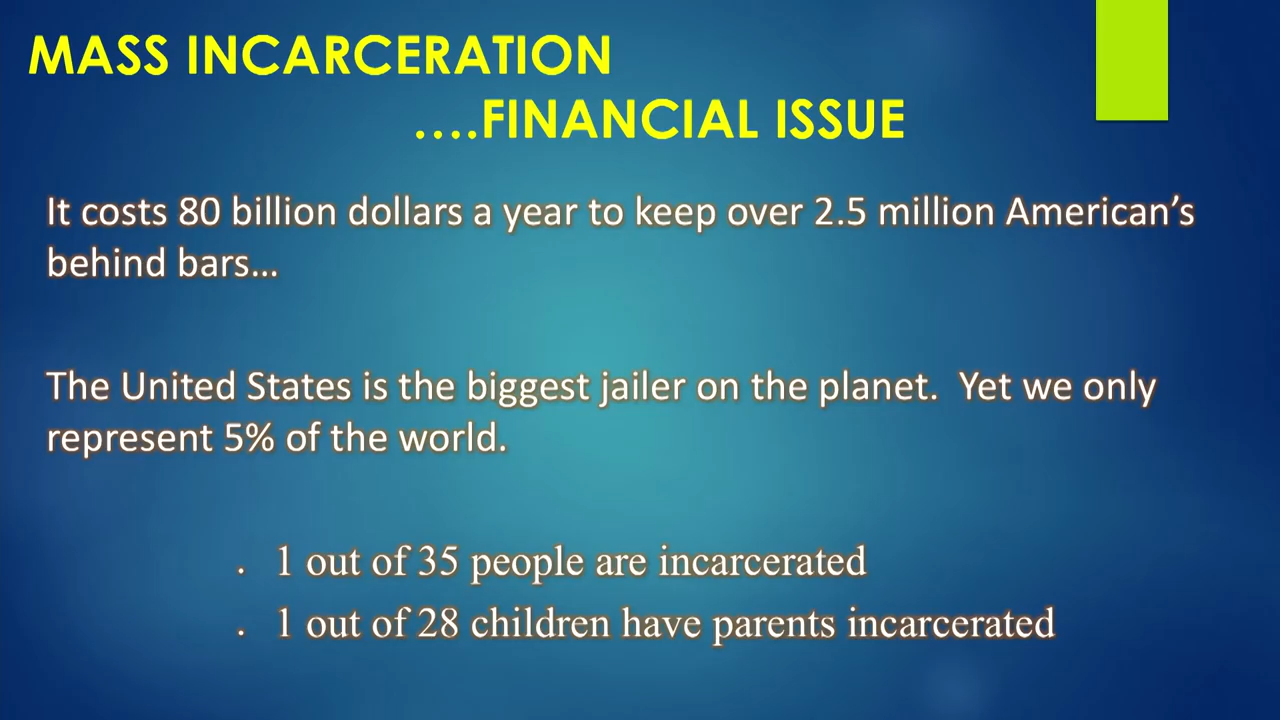 MASS INCARCERATION
....FINANCIAL ISSUE
It costs 80 billion dollars a year to keep over 2.5 million American’s
behind bars…
The United States is the biggest jailer on the planet.  Yet we only
represent 5% of the world.
. 1 out of 35 people are incarcerated
. 1 out of 28 children have parents incarcerated